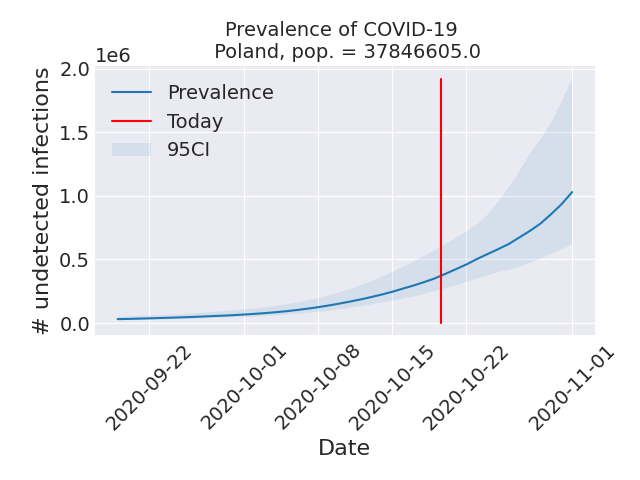 Prevalence of COVID-19
Poland, pop. = 37846605.0
1e6
2.0
1.5
1.0
0.5
0.0
# undetected infections
Prevalence
Today
95CI
2020-09-22
2020-10-01
2020-10-08
2020-10-15
2020-10-22
2020-11-01
Date